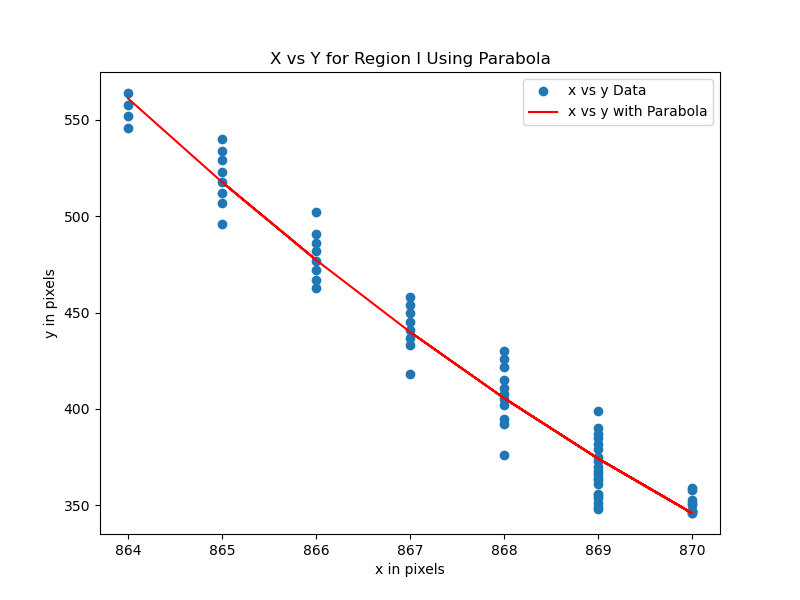 X vs Y for Region I Using Parabola
x vs y Data
x vs y with Parabola
550
500
450
400
350
y in pixels
864 865 866 867 868 869 870
x in pixels